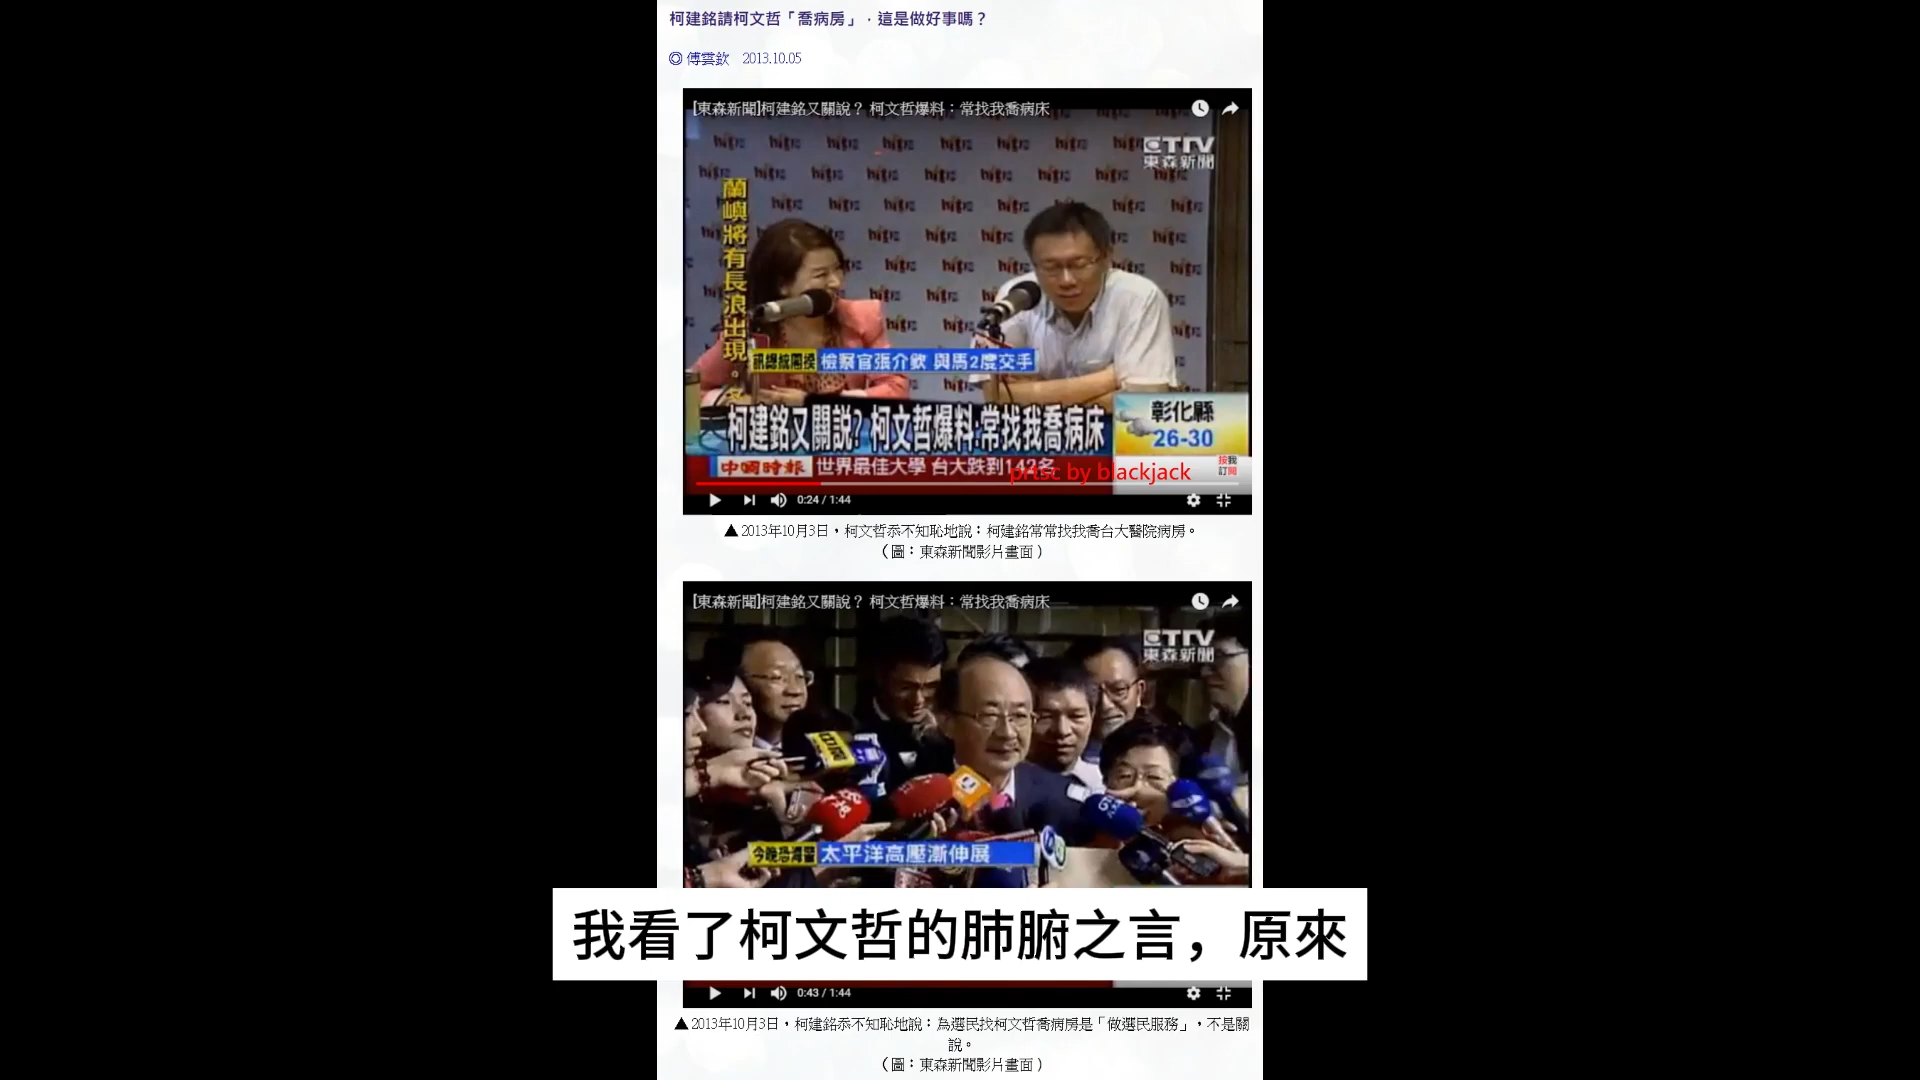 柯建銘請柯文哲「喬病房」，這是做好事嗎？
◎ 傅雲欽　2013.10.05
[東森新聞]柯建銘又關說？ 柯文哲爆料：常找我喬病床
ETTV
東森新聞
蘭嶼將有長浪出現。
檢察官張介欽 與馬2度交手
柯建銘又關說? 柯文哲爆料:常找我喬病床
彰化縣
26-30
中國時報 世界最佳大學 台大跌到142名
prtsc by blackjack
按我
訂閱
0:24 / 1:44
▲ 2013年10月3日，柯文哲恭不知恥地說：柯建銘常常找我喬台大醫院病房。
（圖：東森新聞影片畫面）
[東森新聞]柯建銘又關說？ 柯文哲爆料：常找我喬病床
ETTV
東森新聞
太平洋高壓漸伸展
我看了柯文哲的肺腑之言，原來
0:43 / 1:44
▲ 2013年10月3日，柯建銘恭不知恥地說：為選民找柯文哲喬病房是「做選民服務」，不是關
說。
（圖：東森新聞影片畫面）